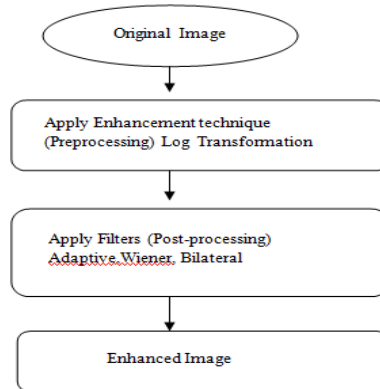 Original Image
Apply Enhancement technique
(Preprocessing) Log Transformation
Apply Filters (Post-processing)
Adaptive,Wiener, Bilateral
Enhanced Image